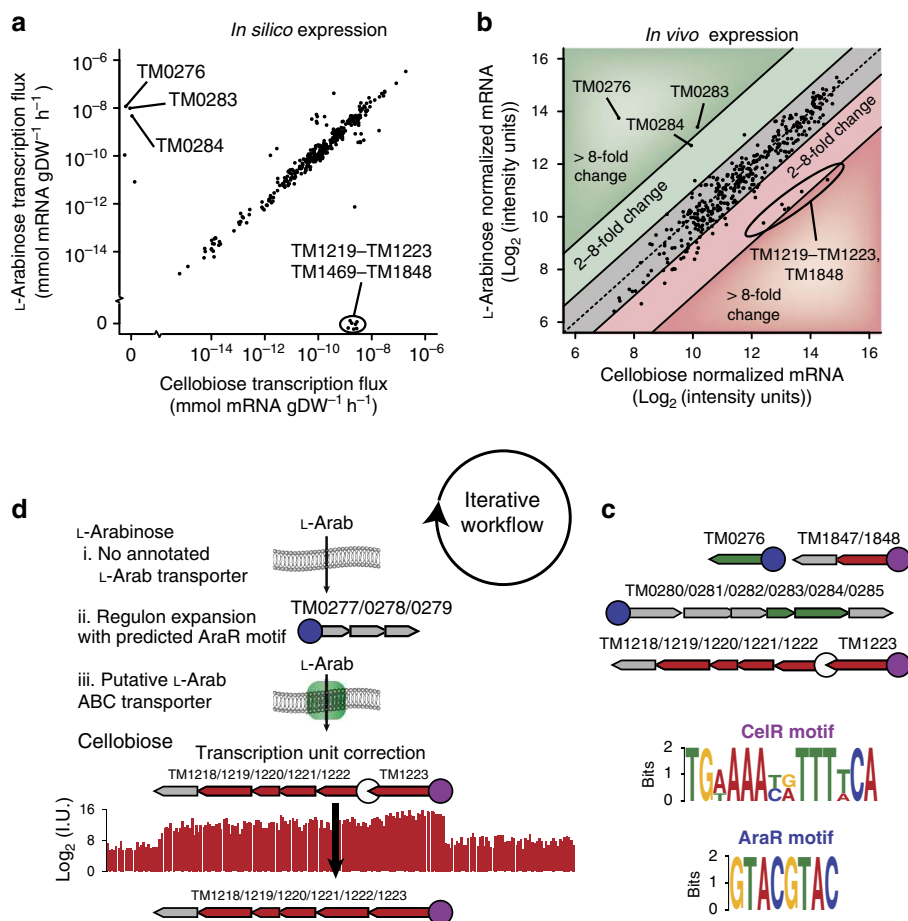 a
In silico expression
L-Arabinose transcription flux
(mmol mRNA gDW⁻¹ h⁻¹)
10⁻⁶
10⁻⁸
10⁻¹⁰
10⁻¹²
10⁻¹⁴
0
TM0276
TM0283
TM0284
TM1219–TM1223
TM1469–TM1848
0
10⁻¹⁴
10⁻¹²
10⁻¹⁰
10⁻⁸
10⁻⁶
Cellobiose transcription flux
(mmol mRNA gDW⁻¹ h⁻¹)
b
In vivo expression
L-Arabinose normalized mRNA
(Log₂ (intensity units))
16
14
12
10
8
6
TM0276
TM0283
TM0284
> 8-fold
change
2–8-fold change
2–8-fold change
TM1219–TM1223,
TM1848
> 8-fold
change
6
8
10
12
14
16
Cellobiose normalized mRNA
(Log₂ (intensity units))
d
L-Arabinose
i. No annotated
L-Arab transporter
L-Arab
ii. Regulon expansion
with predicted AraR motif
TM0277/0278/0279
iii. Putative L-Arab
ABC transporter
L-Arab
Cellobiose
Transcription unit correction
TM1218/1219/1220/1221/1222
TM1223
Log₂ (I.U.)
16
8
0
TM1218/1219/1220/1221/1222/1223
Iterative
workflow
c
TM0276
TM1847/1848
TM0280/0281/0282/0283/0284/0285
TM1218/1219/1220/1221/1222
TM1223
CelR motif
Bits
2
1
0
AraR motif
Bits
2
1
0
GTACGTAC